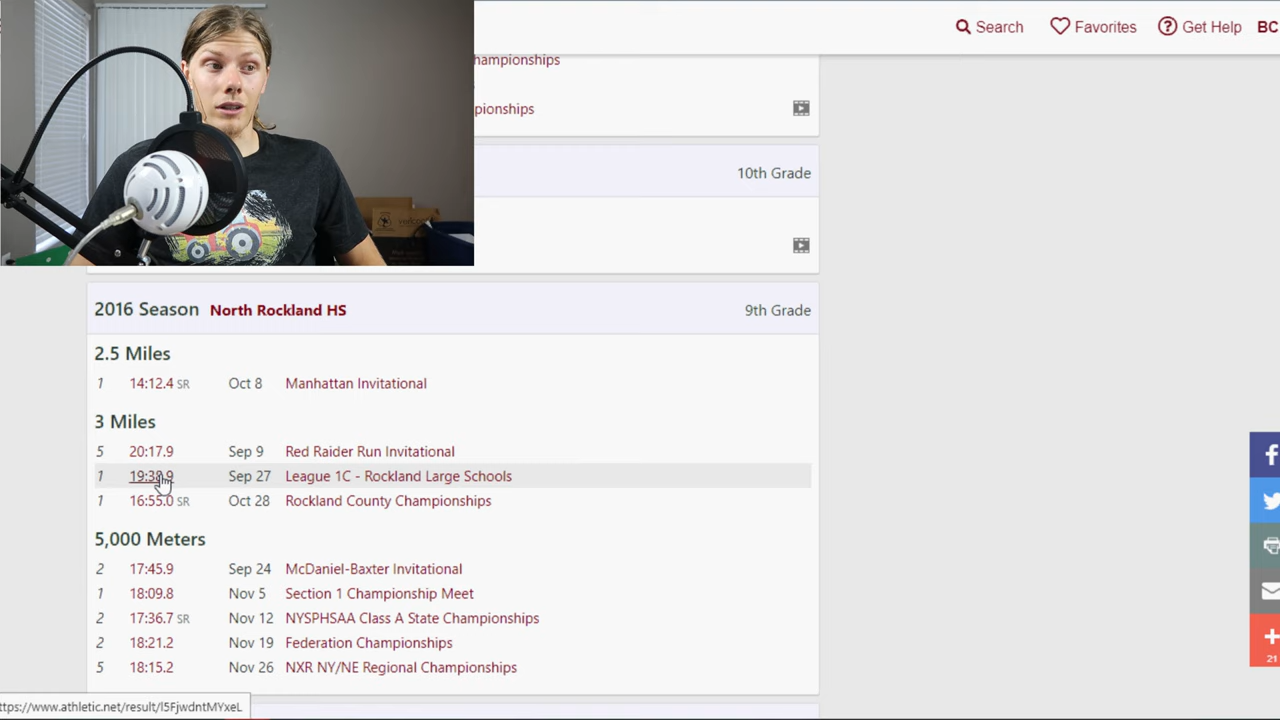 Search Favorites Get Help BC
hampionships
pionships
10th Grade
2016 Season North Rockland HS 9th Grade
2.5 Miles
1 14:12.4 SR Oct 8 Manhattan Invitational
3 Miles
5 20:17.9 Sep 9 Red Raider Run Invitational
1 19:38.9 Sep 27 League 1C - Rockland Large Schools
1 16:55.0 SR Oct 28 Rockland County Championships
5,000 Meters
2 17:45.9 Sep 24 McDaniel-Baxter Invitational
1 18:09.8 Nov 5 Section 1 Championship Meet
2 17:36.7 SR Nov 12 NYSPHSAA Class A State Championships
2 18:21.2 Nov 19 Federation Championships
5 18:15.2 Nov 26 NXR NY/NE Regional Championships
21
ttps://www.athletic.net/result/l5FjwdntMYxeL